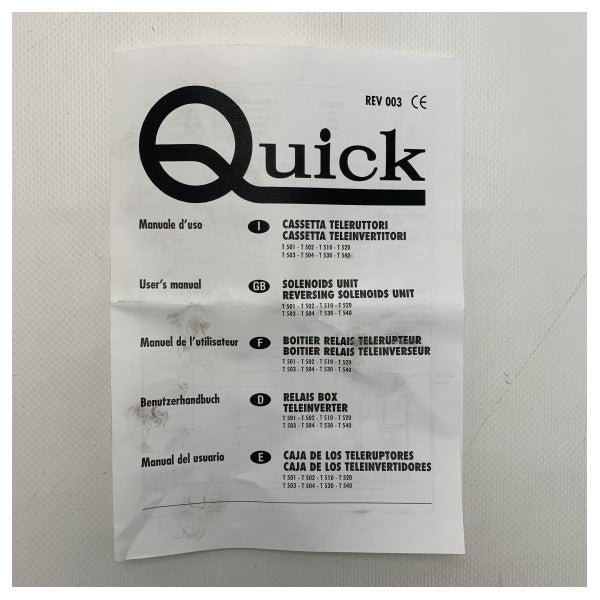 REV 003 CE
Quick
Manuale d'uso I CASSETTA TELERUTTORI
CASSETTA TELEINVERTITORI
T 501 - T 502 - T 510 - T 520
T 503 - T 504 - T 530 - T 540
User's manual GB SOLENOIDS UNIT
REVERSING SOLENOIDS UNIT
T 501 - T 502 - T 510 - T 520
T 503 - T 504 - T 530 - T 540
Manuel de l'utilisateur F BOITIER RELAIS TELERUPTEUR
BOITIER RELAIS TELEINVERSEUR
T 501 - T 502 - T 510 - T 520
T 503 - T 504 - T 530 - T 540
Benutzerhandbuch D RELAIS BOX
TELEINVERTER
T 501 - T 502 - T 510 - T 520
T 503 - T 504 - T 530 - T 540
Manual del usuario E CAJA DE LOS TELERUPTORES
CAJA DE LOS TELEINVERTIDORES
T 501 - T 502 - T 510 - T 520
T 503 - T 504 - T 530 - T 540